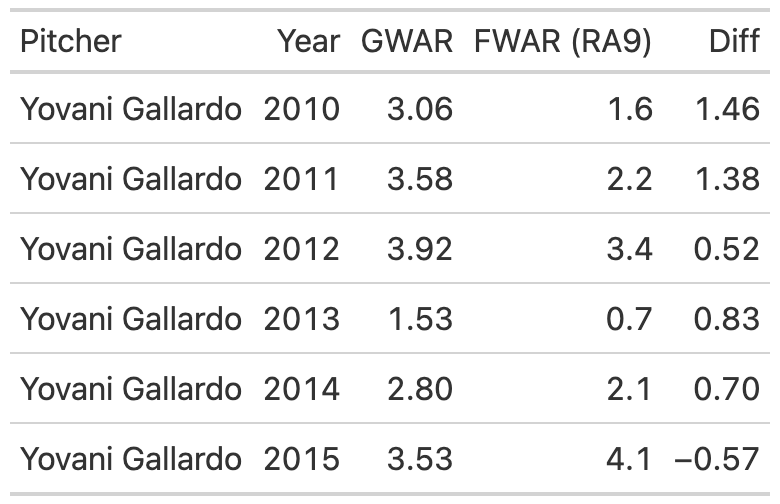 Pitcher Year GWAR FWAR (RA9) Diff
Yovani Gallardo 2010 3.06 1.6 1.46
Yovani Gallardo 2011 3.58 2.2 1.38
Yovani Gallardo 2012 3.92 3.4 0.52
Yovani Gallardo 2013 1.53 0.7 0.83
Yovani Gallardo 2014 2.80 2.1 0.70
Yovani Gallardo 2015 3.53 4.1 −0.57